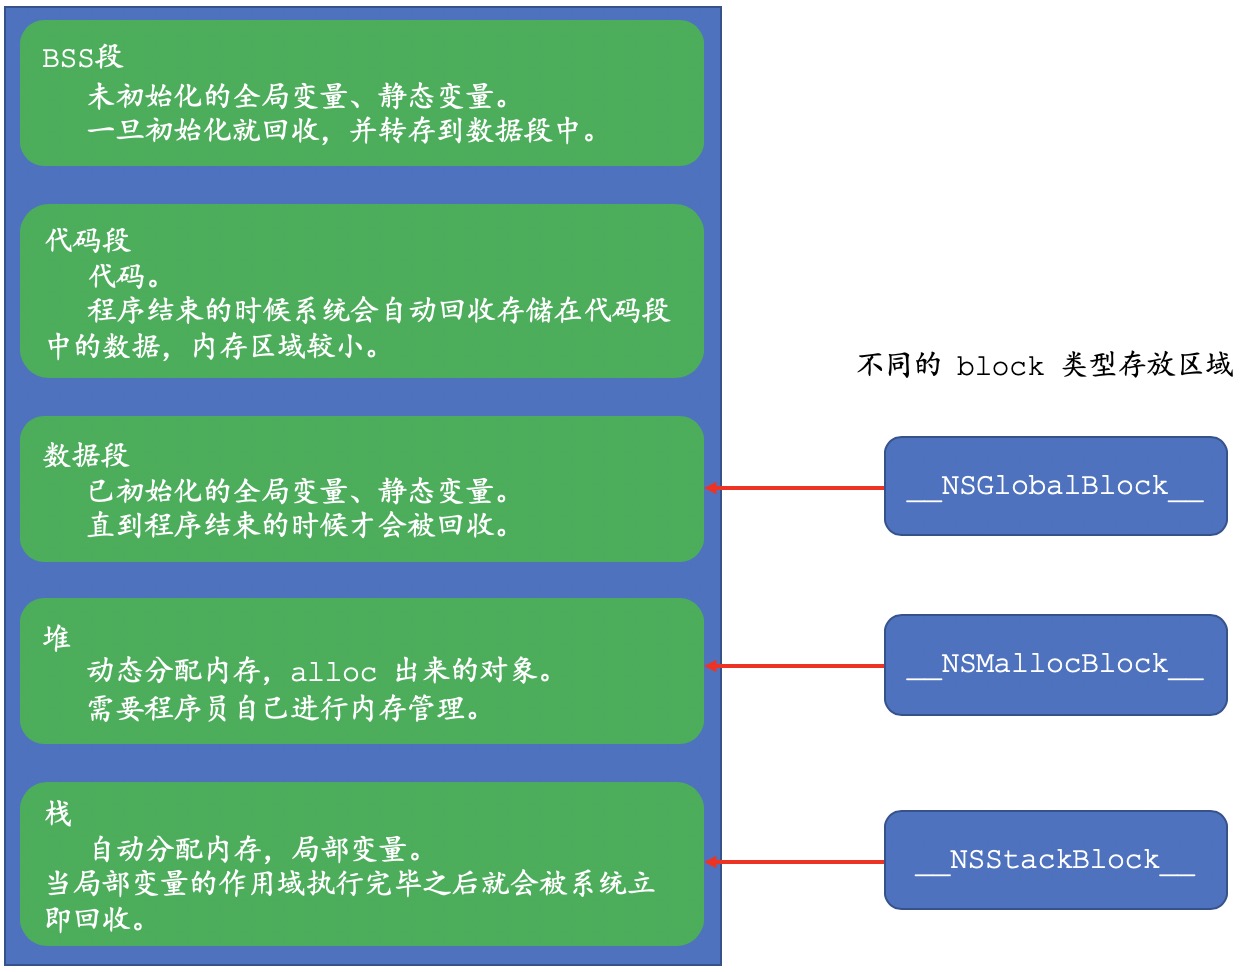 BSS段
未初始化的全局变量、静态变量。
一旦初始化就回收，并转存到数据段中。
代码段
代码。
程序结束的时候系统会自动回收存储在代码段
中的数据，内存区域较小。
数据段
已初始化的全局变量、静态变量。
直到程序结束的时候才会被回收。
堆
动态分配内存，alloc 出来的对象。
需要程序员自己进行内存管理。
栈
自动分配内存，局部变量。
当局部变量的作用域执行完毕之后就会被系统立
即回收。
不同的 block 类型存放区域
__NSGlobalBlock__
__NSMallocBlock__
__NSStackBlock__